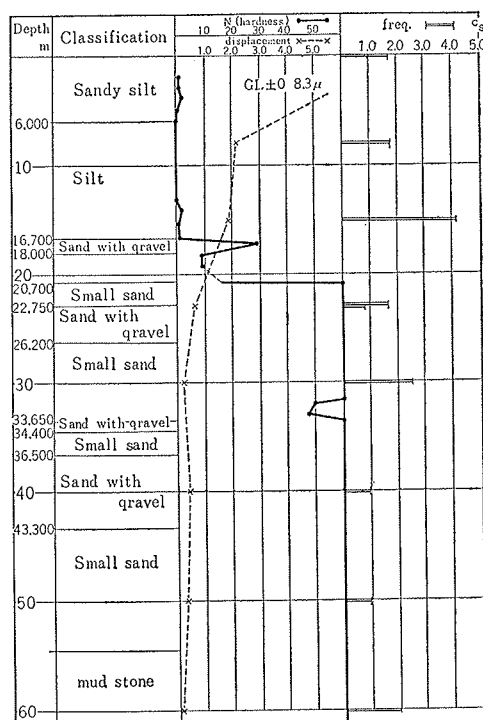 Depth m Classification N (hardness) freq. c/s
10 20 30 40 50
displacement
1.0 2.0 3.0 4.0 5.0 1.0 2.0 3.0 4.0 5.0
GL±0 8.3μ
Sandy silt
6.000
10
Silt
16.700
Sand with qravel
18.000
20
20.700
Small sand
22.750
Sand with
qravel
26.200
Small sand
30
33.650
Sand with-qravel
34.400
Small sand
36.500
Sand with
40
qravel
43.300
Small sand
50
mud stone
60